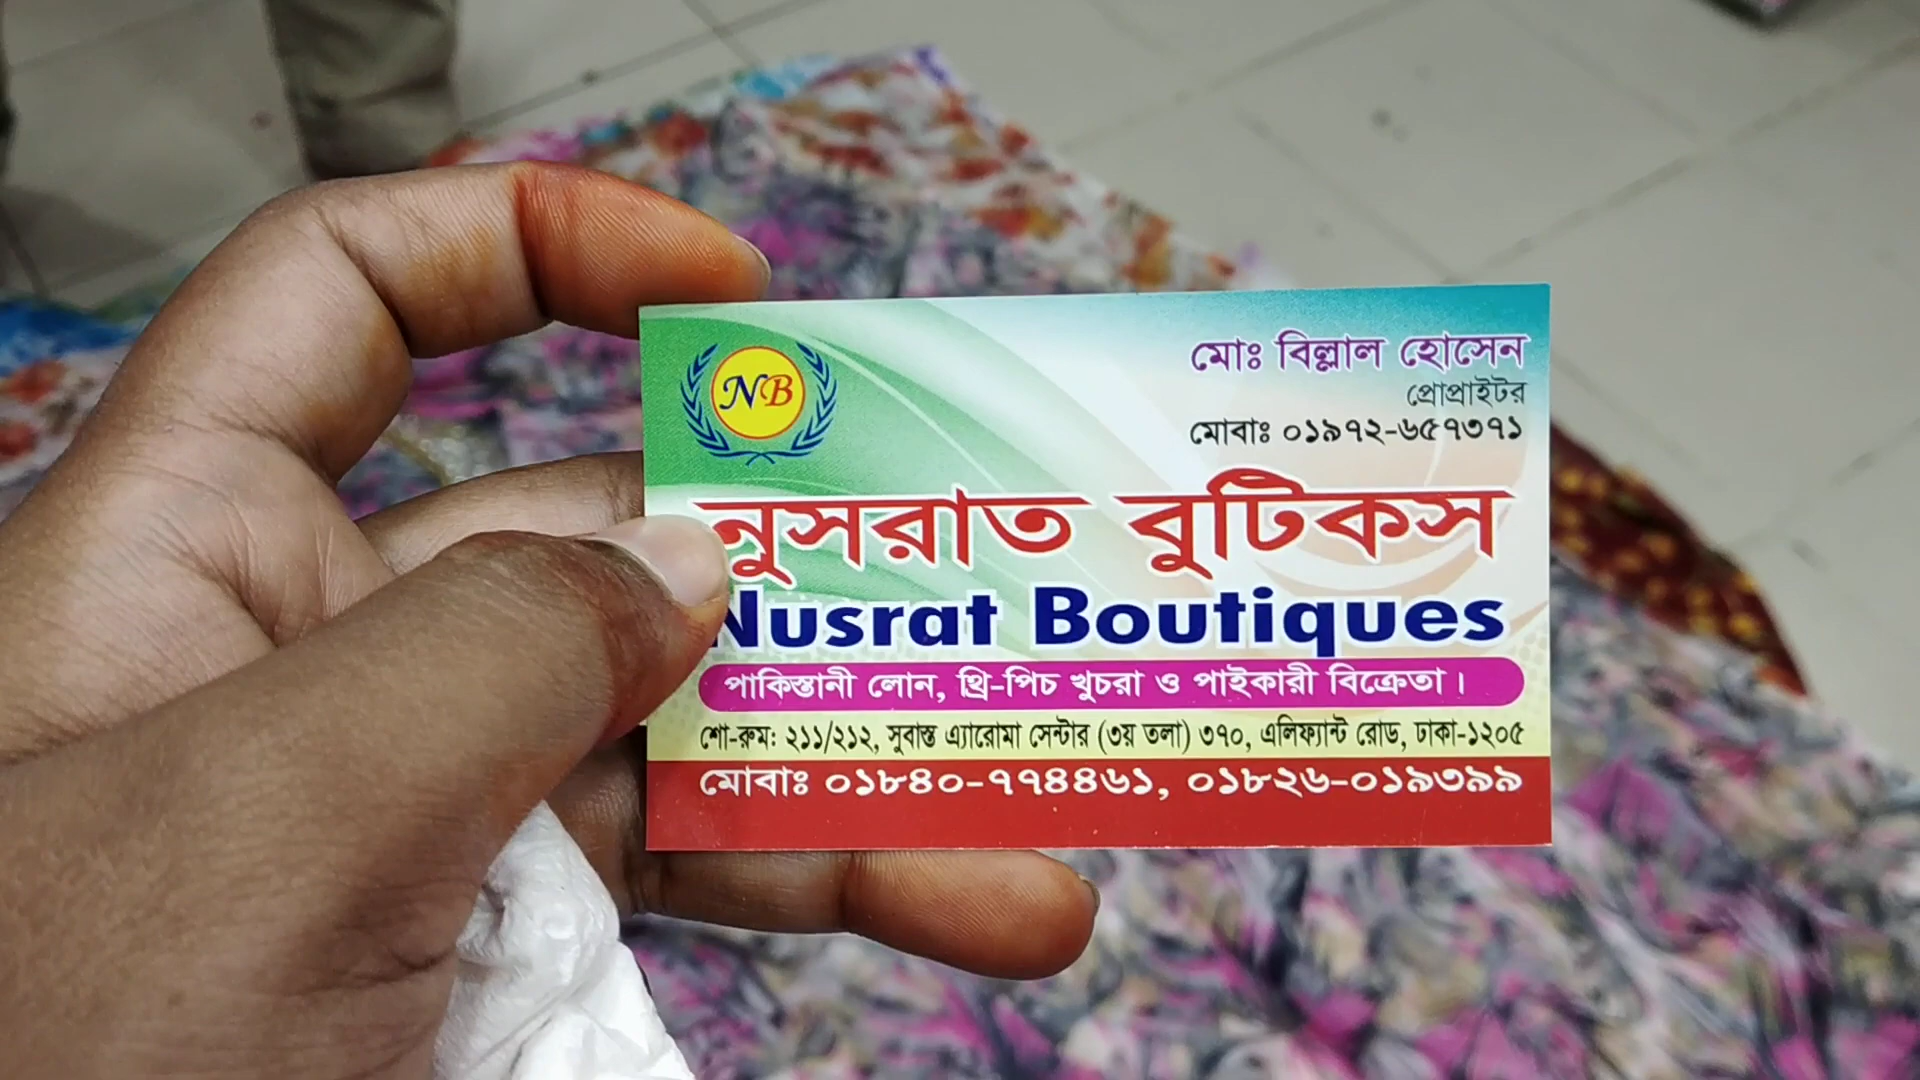 NB
মোঃ বিল্লাল হোসেন
প্রোপ্রাইটর
মোবাঃ ০১৯৭২-৬৫৭৩৭১
নুসরাত বুটিকস
Nusrat Boutiques
পাকিস্তানী লোন, থ্রি-পিচ খুচরা ও পাইকারী বিক্রেতা।
শো-রুম: ২১১/২১২, সুবাস্ত এ্যারোমা সেন্টার (৩য় তলা) ৩৭০, এলিফ্যান্ট রোড, ঢাকা-১২০৫
মোবাঃ ০১৮৪০-৭৭৪৪৬১, ০১৮২৬-০১৯৩৯৯